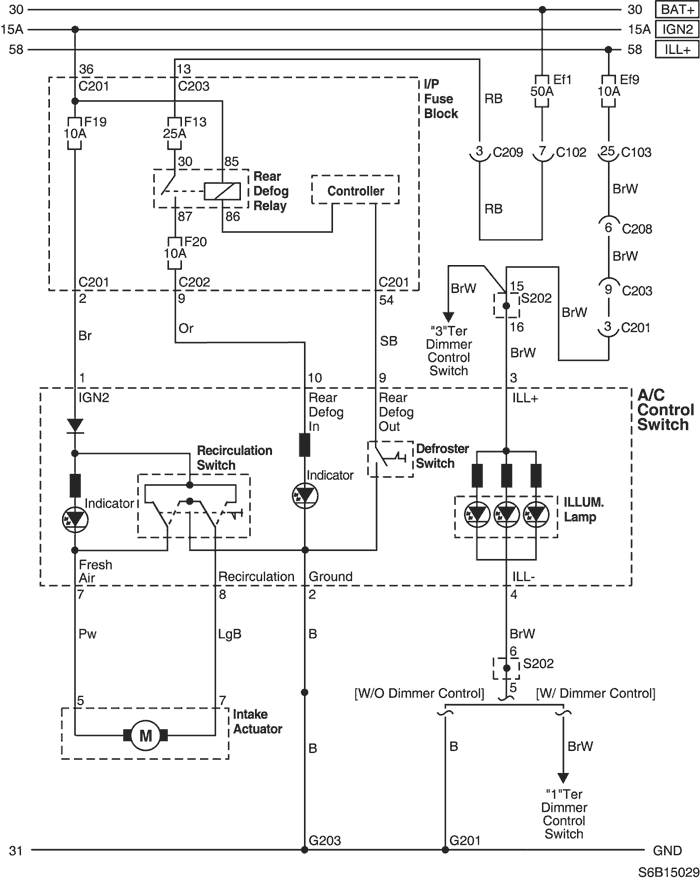 30
30
BAT+
15A
15A
IGN2
58
58
ILL+
36
C201
13
C203
I/P
Fuse
Block
Ef1
50A
Ef9
10A
RB
F19
10A
F13
25A
3
C209
7
C102
25
C103
30
85
Rear
Defog
Relay
Controller
BrW
87
86
RB
6
C208
F20
10A
BrW
C201
C202
C201
2
9
54
BrW
15
S202
16
9
C203
BrW
3
C201
"3"Ter
Dimmer
Control
Switch
Br
Or
SB
BrW
1
10
9
3
IGN2
Rear
Defog
In
Rear
Defog
Out
ILL+
A/C
Control
Switch
Recirculation
Switch
Defroster
Switch
Indicator
Indicator
ILLUM.
Lamp
Fresh
Air
Recirculation
Ground
ILL-
7
8
2
4
Pw
LgB
B
BrW
6
S202
5
[W/O Dimmer Control]
[W/ Dimmer Control]
5
7
Intake
Actuator
M
B
B
BrW
"1"Ter
Dimmer
Control
Switch
31
G203
G201
GND
S6B15029